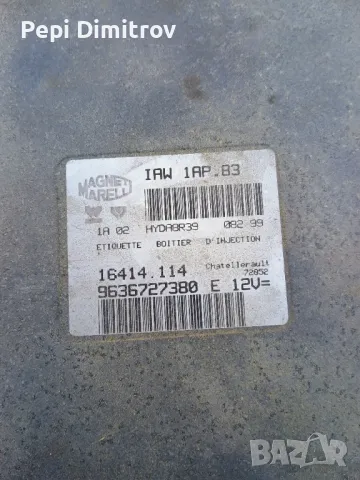 Pepi Dimitrov
MAGNETI
MARELLI
IAW 1AP.83
1A 02 HYDA8R39 082 99
ETIQUETTE BOITIER D'INJECTION
16414.114 Chatellerault
72852
9636727380 E 12V=
BAZAR